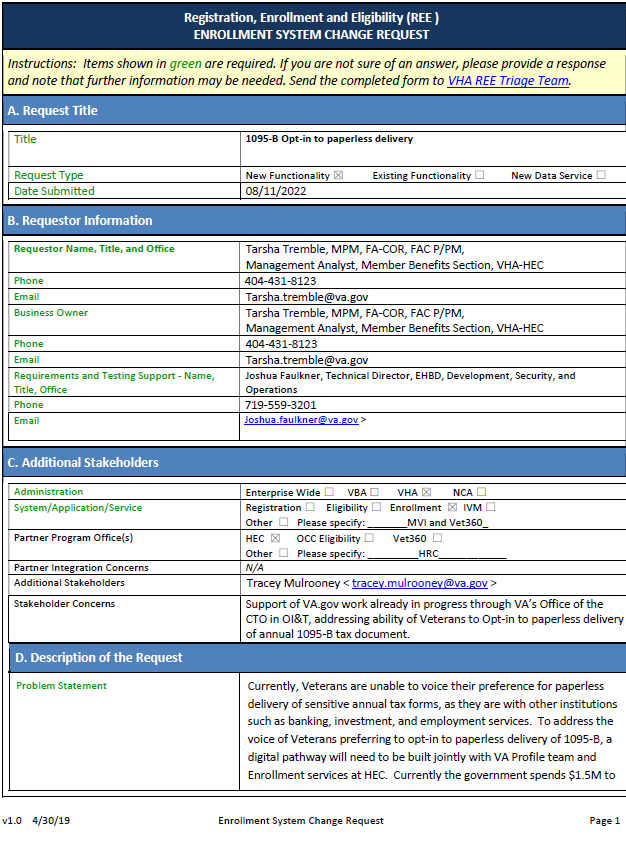 Registration, Enrollment and Eligibility (REE )
ENROLLMENT SYSTEM CHANGE REQUEST
Instructions: Items shown in green are required. If you are not sure of an answer, please provide a response
and note that further information may be needed. Send the completed form to VHA REE Triage Team.
A. Request Title
Title 1095-B Opt-in to paperless delivery
Request Type New Functionality ☒ Existing Functionality ☐ New Data Service ☐
Date Submitted 08/11/2022
B. Requestor Information
Requestor Name, Title, and Office Tarsha Tremble, MPM, FA-COR, FAC P/PM,
Management Analyst, Member Benefits Section, VHA-HEC
Phone 404-431-8123
Email Tarsha.tremble@va.gov
Business Owner Tarsha Tremble, MPM, FA-COR, FAC P/PM,
Management Analyst, Member Benefits Section, VHA-HEC
Phone 404-431-8123
Email Tarsha.tremble@va.gov
Requirements and Testing Support - Name, Joshua Faulkner, Technical Director, EHBD, Development, Security, and
Title, Office Operations
Phone 719-559-3201
Email Joshua.faulkner@va.gov >
C. Additional Stakeholders
Administration Enterprise Wide ☐ VBA ☐ VHA ☒ NCA ☐
System/Application/Service Registration ☐ Eligibility ☐ Enrollment ☒ IVM ☐
Other ☐ Please specify: _______MVI and Vet360_
Partner Program Office(s) HEC ☒ OCC Eligibility ☐ Vet360 ☐
Other ☐ Please specify: _________HRC____________
Partner Integration Concerns N/A
Additional Stakeholders Tracey Mulrooney < tracey.mulrooney@va.gov >
Stakeholder Concerns Support of VA.gov work already in progress through VA's Office of the
CTO in OI&T, addressing ability of Veterans to Opt-in to paperless delivery
of annual 1095-B tax document.
D. Description of the Request
Problem Statement Currently, Veterans are unable to voice their preference for paperless
delivery of sensitive annual tax forms, as they are with other institutions
such as banking, investment, and employment services. To address the
voice of Veterans preferring to opt-in to paperless delivery of 1095-B, a
digital pathway will need to be built jointly with VA Profile team and
Enrollment services at HEC. Currently the government spends $1.5M to
v1.0 4/30/19 Enrollment System Change Request Page 1